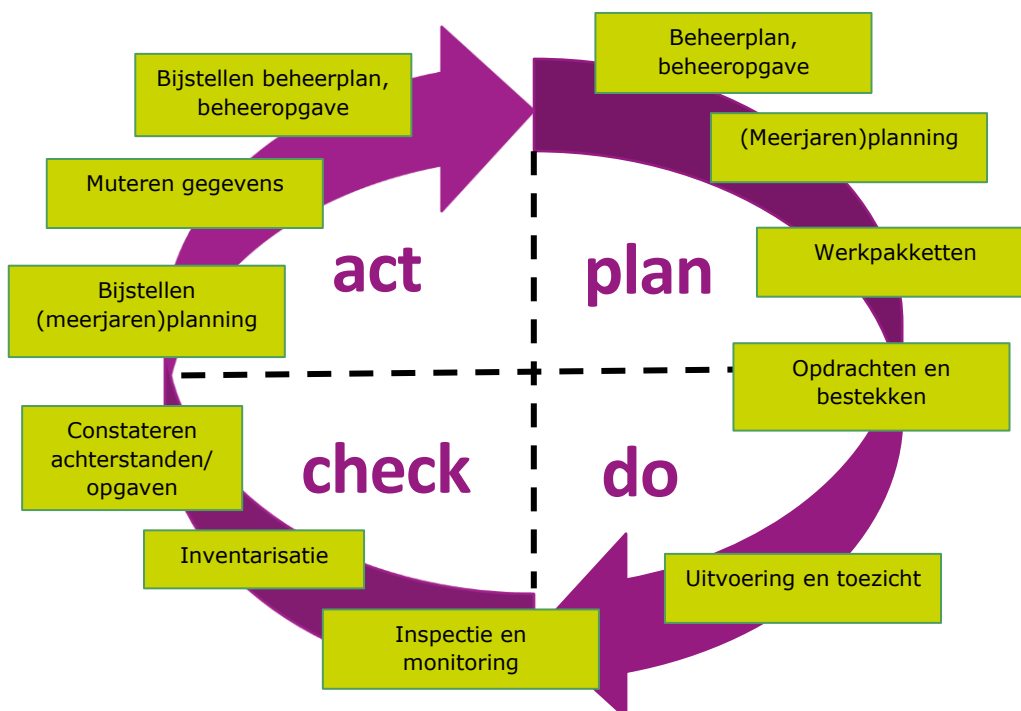 Beheerplan,
beheeropgave
(Meerjaren)planning
Werkpakketten
Opdrachten en
bestekken
Uitvoering en toezicht
Inspectie en
monitoring
Inventarisatie
Constateren
achterstanden/
opgaven
Bijstellen
(meerjaren)planning
Muteren gegevens
Bijstellen beheerplan,
beheeropgave
act
plan
check
do